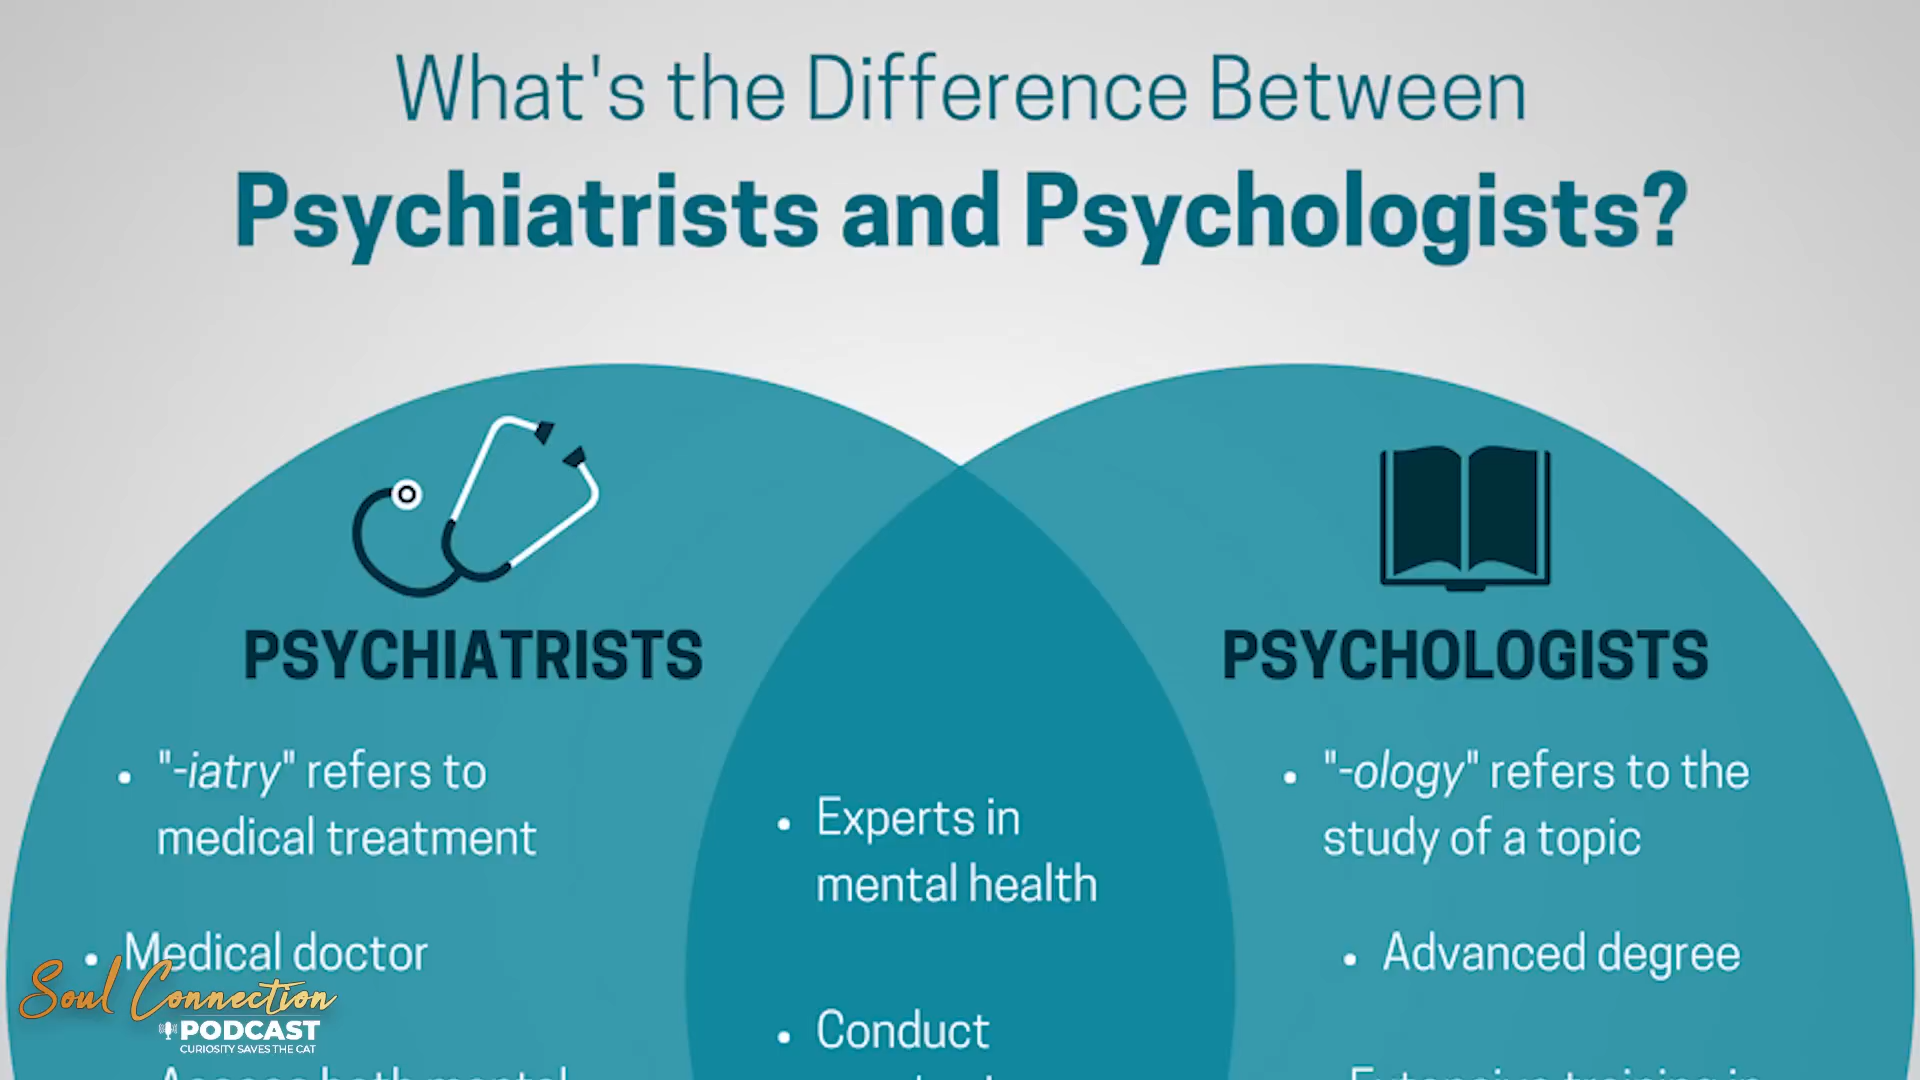 What's the Difference Between
Psychiatrists and Psychologists?
PSYCHIATRISTS
• "-iatry" refers to
medical treatment
• Medical doctor
• Experts in
mental health
• Conduct
PSYCHOLOGISTS
• "-ology" refers to the
study of a topic
• Advanced degree
Soul Connection
PODCAST
CURIOSITY SAVES THE CAT